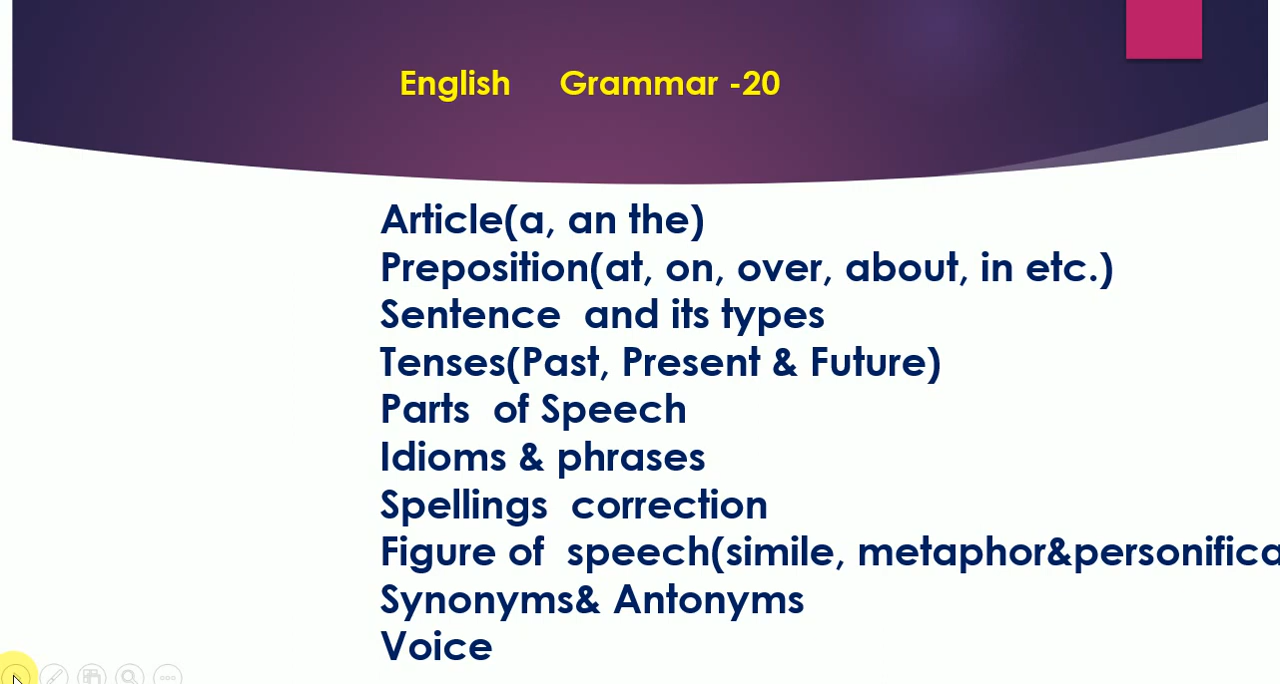 English Grammar -20
Article(a, an the)
Preposition(at, on, over, about, in etc.)
Sentence and its types
Tenses(Past, Present & Future)
Parts of Speech
Idioms & phrases
Spellings correction
Figure of speech(simile, metaphor&personifica
Synonyms& Antonyms
Voice